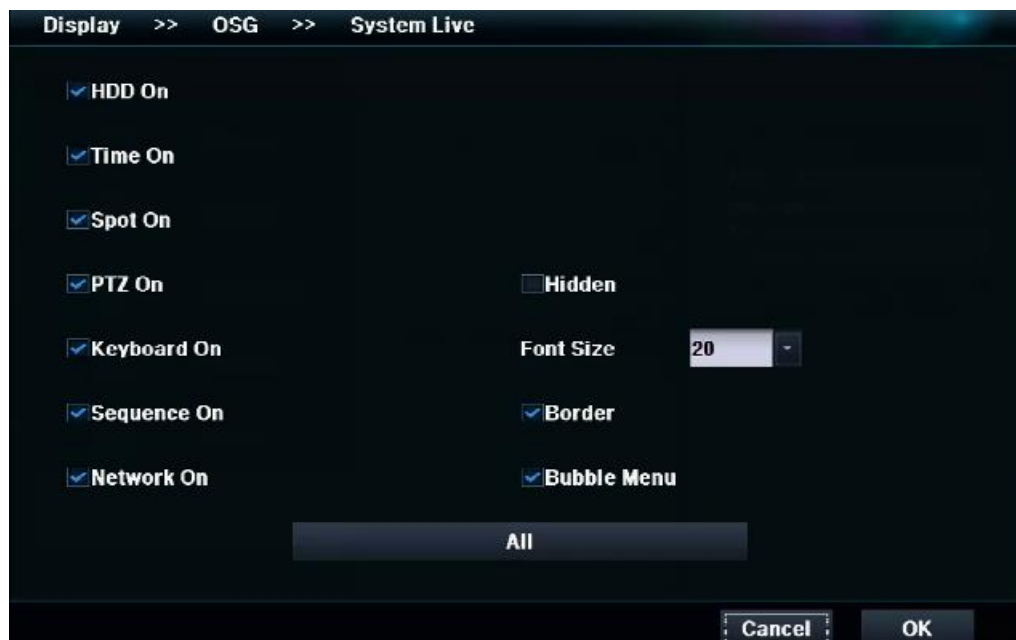 Display >> OSG >> System Live
HDD On
Time On
Spot On
PTZ On Hidden
Keyboard On Font Size 20
Sequence On Border
Network On Bubble Menu
All
Cancel OK